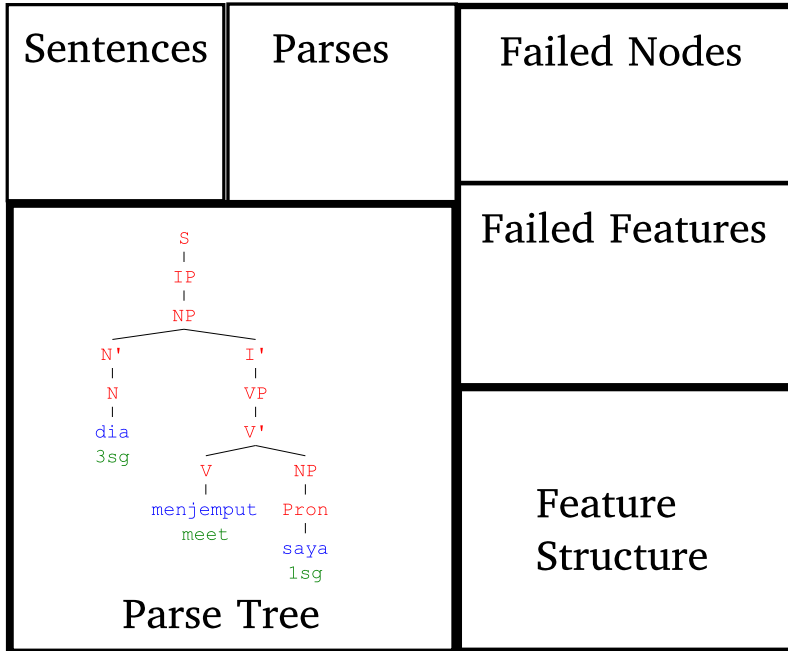 Sentences
Parses
Failed Nodes
Failed Features
S
IP
NP
N' I'
N VP
dia V'
3sg
V NP
menjemput Pron
meet
saya
1sg
Parse Tree
Feature
Structure